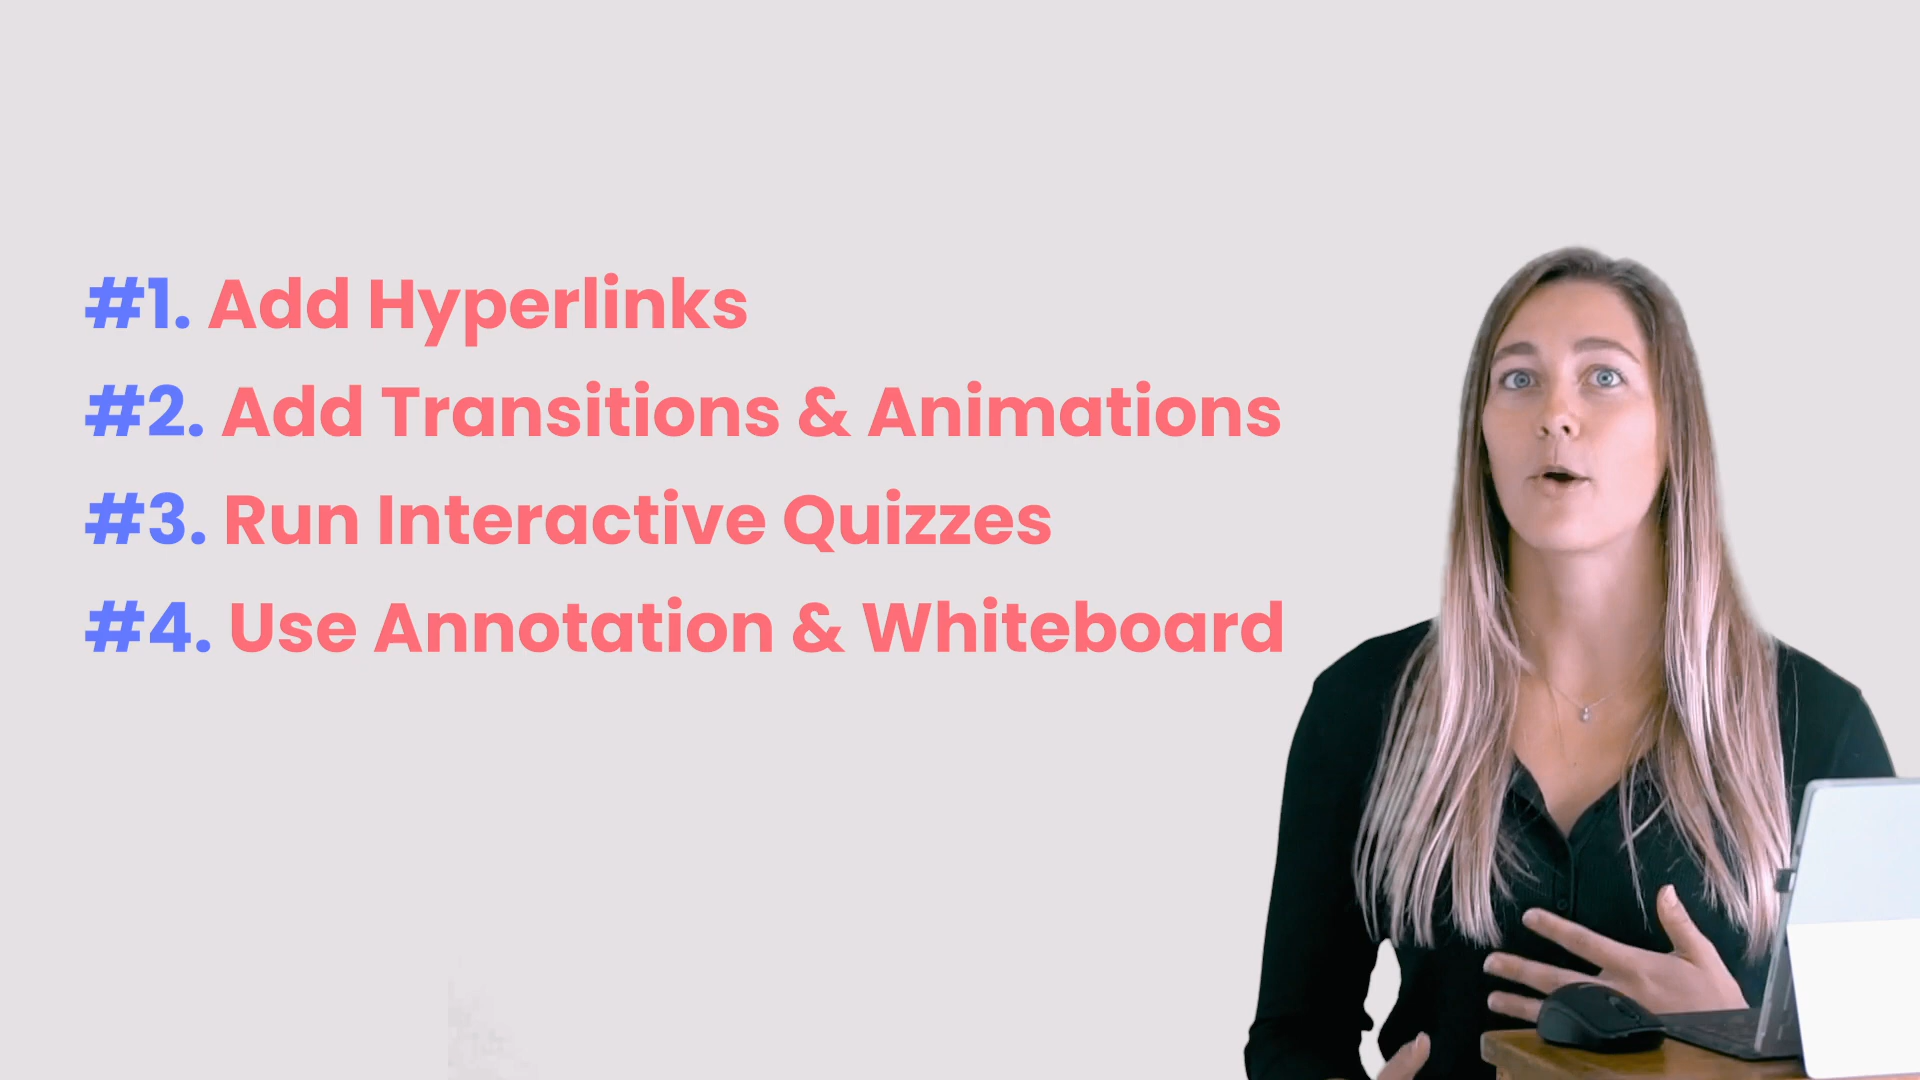 #1. Add Hyperlinks
#2. Add Transitions & Animations
#3. Run Interactive Quizzes
#4. Use Annotation & Whiteboard